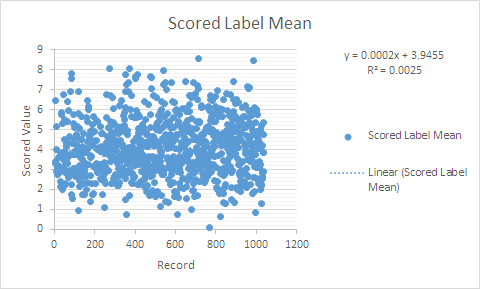 Scored Label Mean
9
8
7
6
5
4
3
2
1
0
Scored Value
0 200 400 600 800 1000 1200
Record
y = 0.0002x + 3.9455
R² = 0.0025
Scored Label Mean
Linear (Scored Label
Mean)